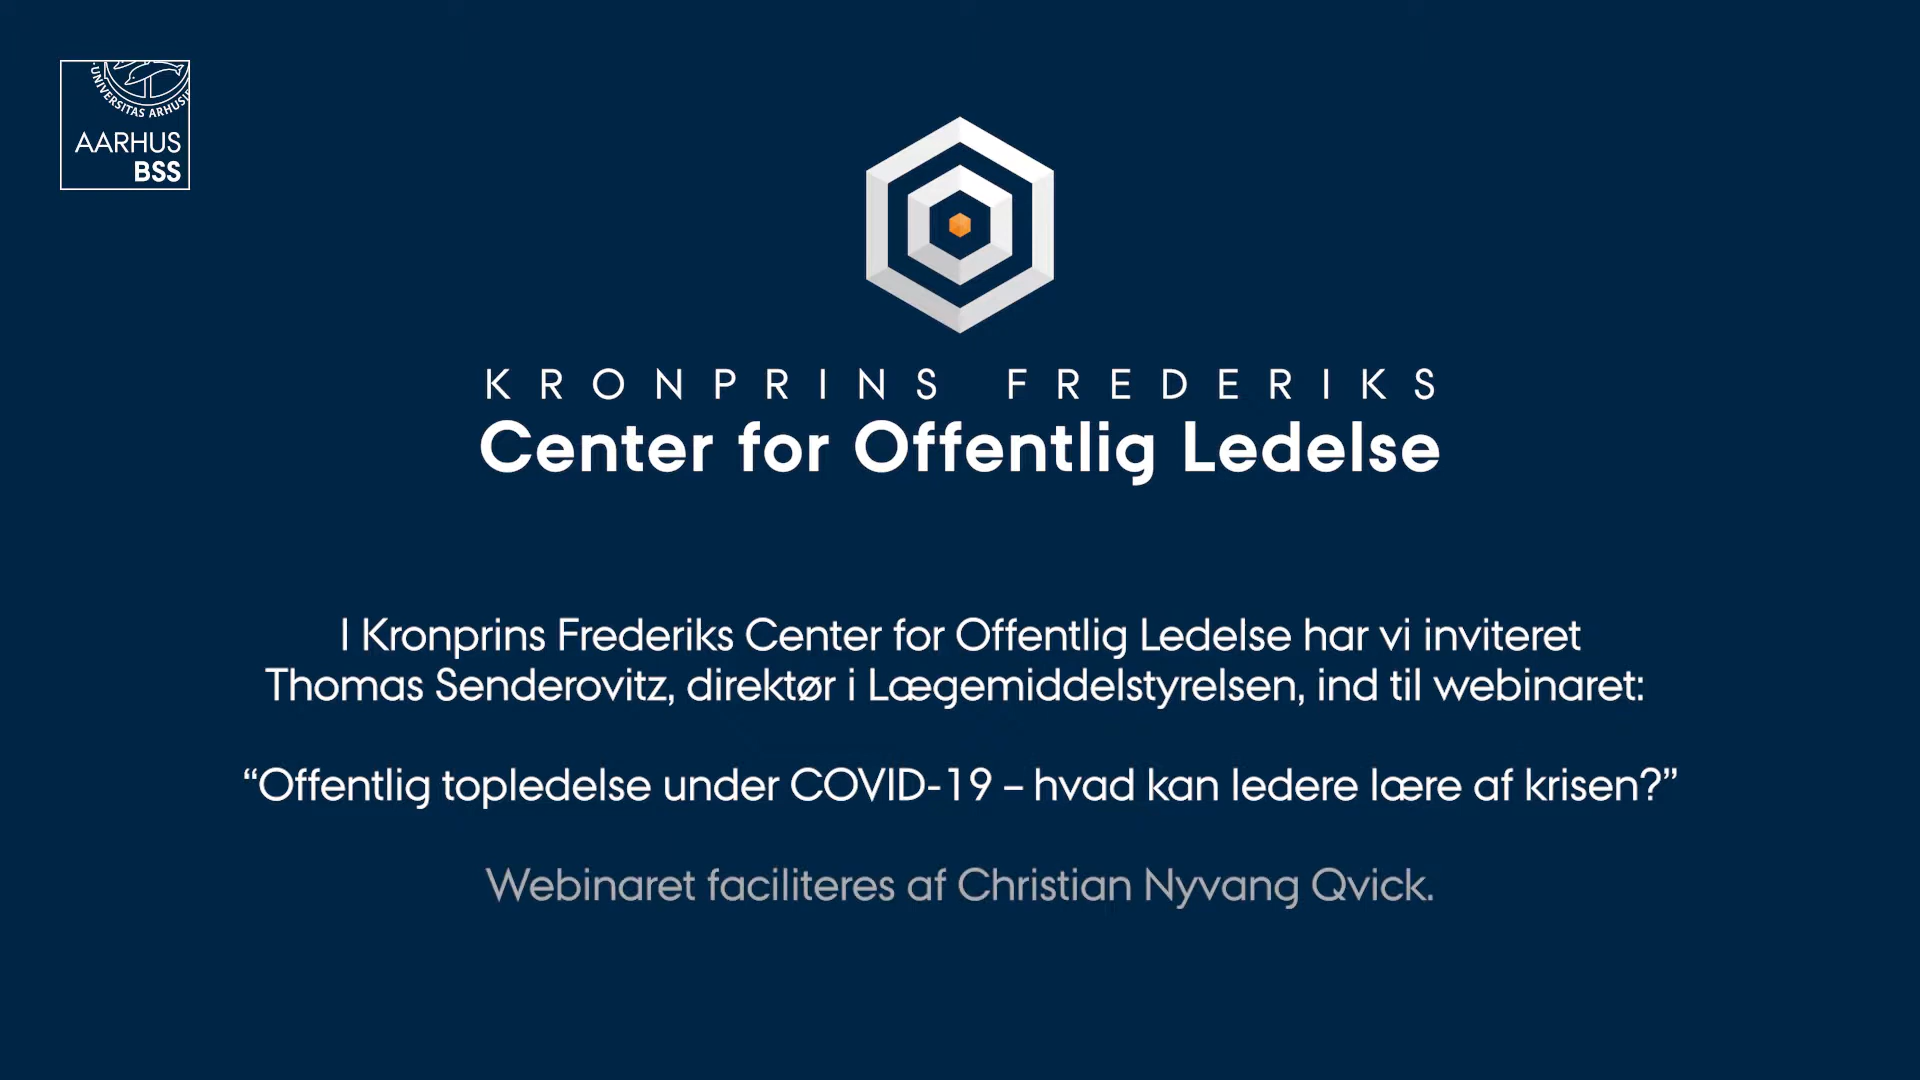 UNIVERSITAS ARHUSIE
AARHUS
BSS
KRONPRINS FREDERIKS
Center for Offentlig Ledelse
I Kronprins Frederiks Center for Offentlig Ledelse har vi inviteret
Thomas Senderovitz, direktør i Lægemiddelstyrelsen, ind til webinaret:
“Offentlig topledelse under COVID-19 – hvad kan ledere lære af krisen?”
Webinaret faciliteres af Christian Nyvang Qvick.